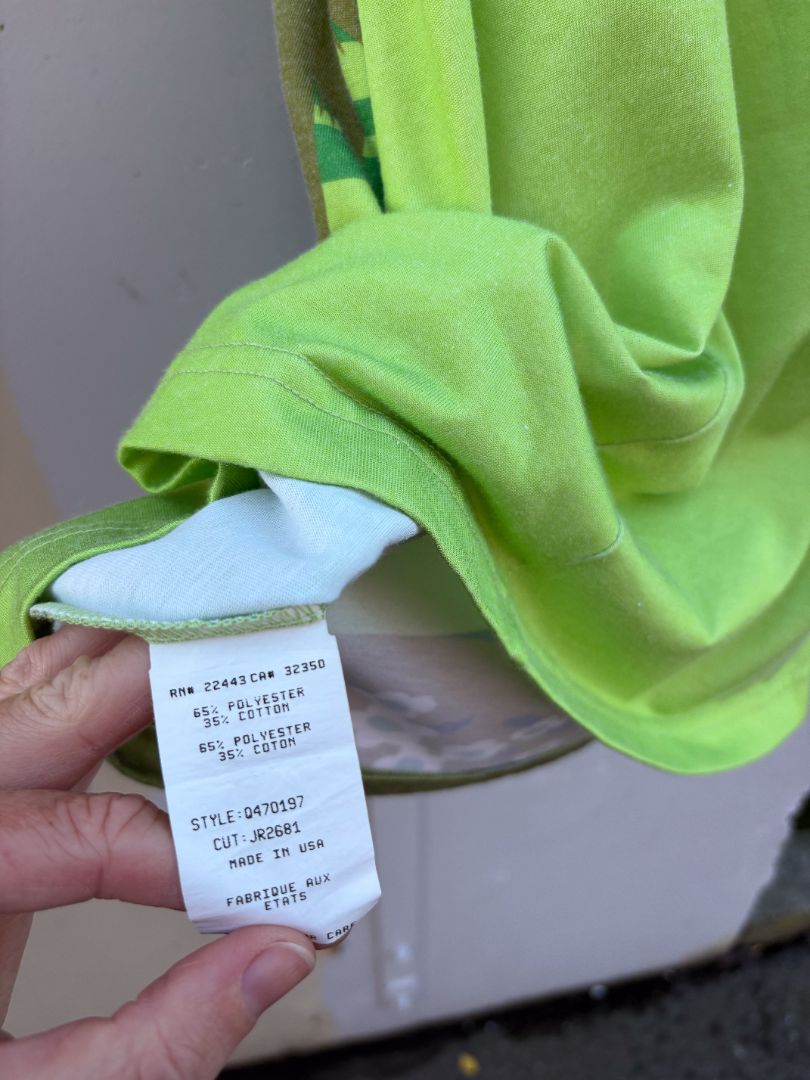 RN# 22443 CA# 32350
65% POLYESTER
35% COTTON
65% POLYESTER
35% COTON
STYLE:Q470197
CUT:JR2681
MADE IN USA
FABRIQUE AUX
ETATS
CARE